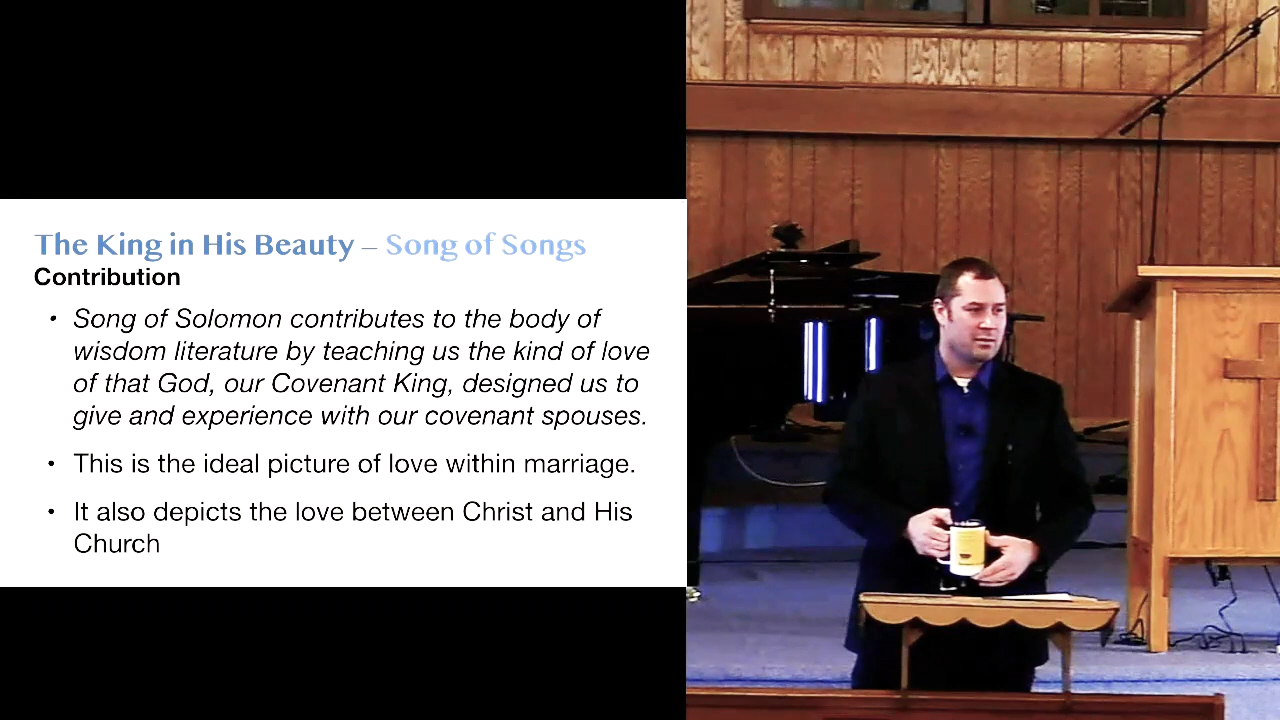 The King in His Beauty – Song of Songs
Contribution
• Song of Solomon contributes to the body of
wisdom literature by teaching us the kind of love
of that God, our Covenant King, designed us to
give and experience with our covenant spouses.
• This is the ideal picture of love within marriage.
• It also depicts the love between Christ and His
Church